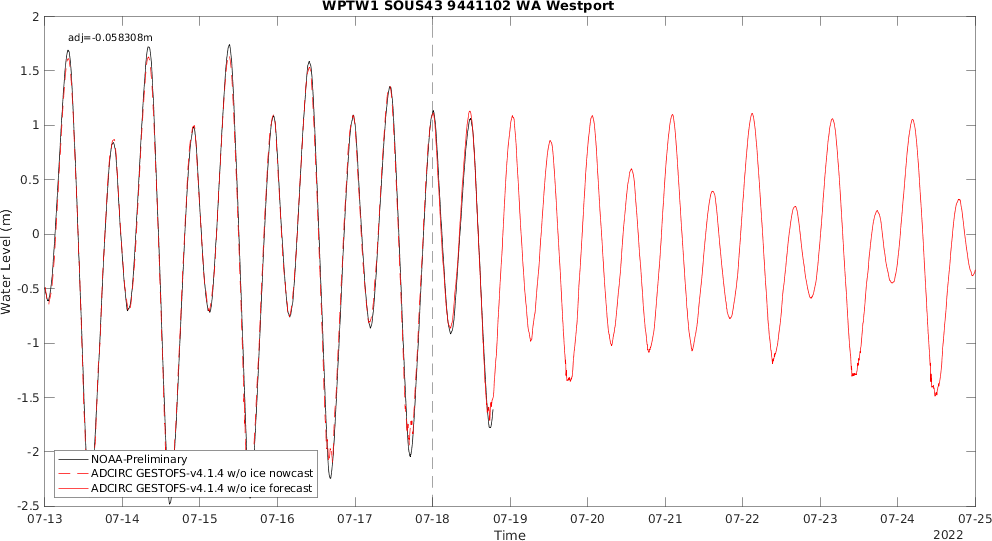 WPTW1 SOUS43 9441102 WA Westport
adj=-0.058308m
2
1.5
1
0.5
0
-0.5
-1
-1.5
-2
-2.5
Water Level (m)
NOAA-Preliminary
ADCIRC GESTOFS-v4.1.4 w/o ice nowcast
ADCIRC GESTOFS-v4.1.4 w/o ice forecast
07-13 07-14 07-15 07-16 07-17 07-18 07-19 07-20 07-21 07-22 07-23 07-24 07-25
Time
2022